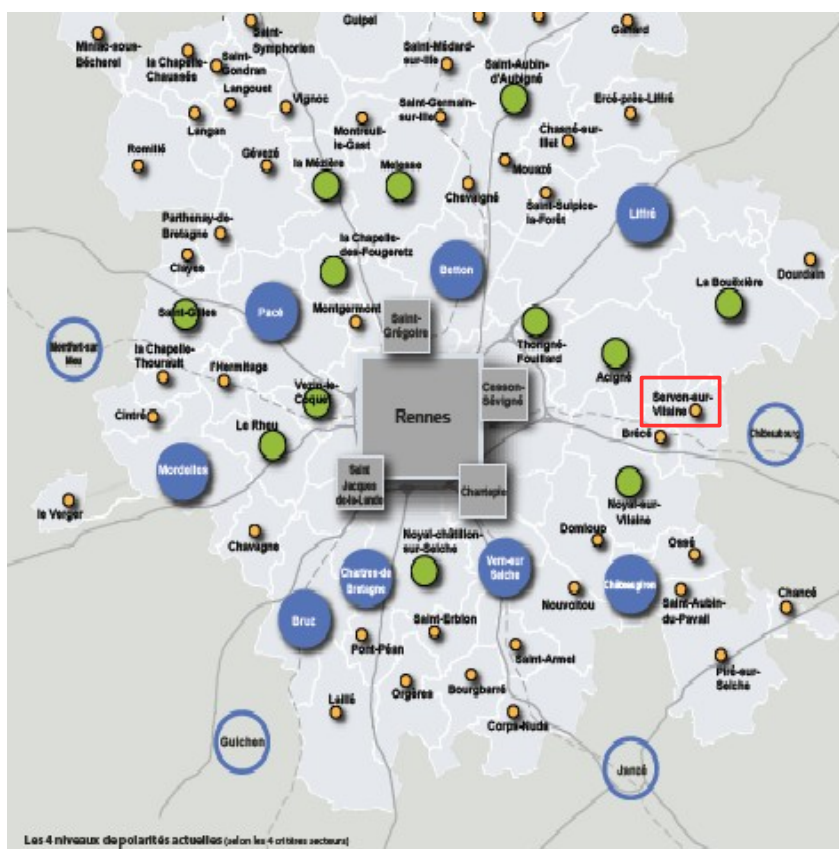 Guipel
Gahard
Miniac-sous-
Bécherel
la Chapelle-
Chaussée
Saint-
Symphorien
Saint-
Gondran
Langouet
Vignoc
Langan
Romillé
Gévezé
Montreuil-
le-Gast
Saint-Médard-
sur-Ille
Saint-Germain-
sur-Ille
Saint-Aubin-
d'Aubigné
Ercé-près-Liffré
Chasné-sur-
Illet
Mouazé
Saint-Sulpice-
la-Forêt
Chevaigné
la Mézière
Melesse
Liffré
Parthenay-de-
Bretagne
Clayes
la Chapelle-
des-Fougeretz
Betton
La Bouëxière
Dourdain
Pacé
Saint-Gilles
Montgermont
Saint-
Grégoire
Thorigné-
Fouillard
Acigné
Montfort-sur
Meu
la Chapelle-
Thouarault
l'Hermitage
Vezin-le-
Coquet
Rennes
Cesson-
Sévigné
Servon-sur-
Vilaine
Brécé
Châteaubourg
Cintré
Le Rheu
Mordelles
Saint
Jacques
de-la-Lande
Chantepie
Noyal-sur-
Vilaine
le Verger
Chavagne
Noyal-châtillon-
sur-Seiche
Domloup
Ossé
Chartres-de
Bretagne
Vern-sur
Seiche
Châteaugiron
Nouvoitou
Saint-Aubin-
du-Pavail
Chancé
Bruz
Pont-Péan
Saint-Erblon
Saint-Armel
Piré-sur-
Seiche
Laillé
Orgères
Bourgbarré
Corps-Nuds
Guichen
Janzé
Les 4 niveaux de polarités actuelles (selon les 4 critères secteurs)